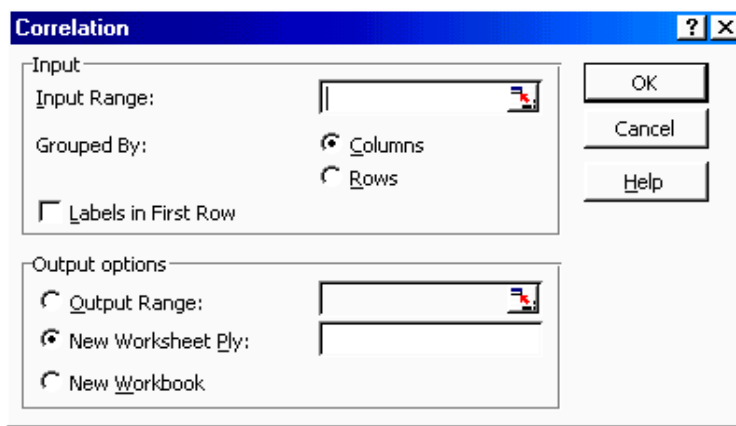 Correlation
Input
Input Range:
Grouped By:
Columns
Rows
Labels in First Row
OK
Cancel
Help
Output options
Output Range:
New Worksheet Ply:
New Workbook